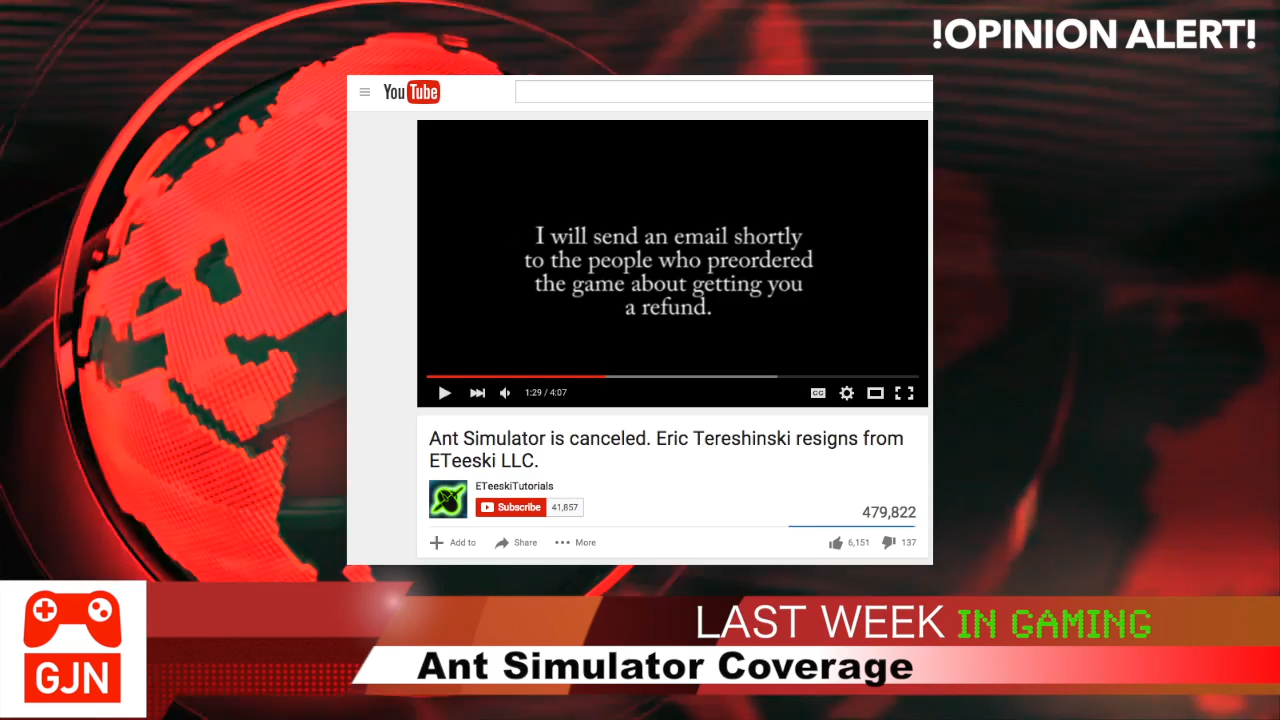 !OPINION ALERT!
YouTube
I will send an email shortly
to the people who preordered
the game about getting you
a refund.
1:29 / 4:07
CC
Ant Simulator is canceled. Eric Tereshinski resigns from
ETeeski LLC.
ETeeskiTutorials
Subscribe 41,857
479,822
Add to Share More 6,151 137
LAST WEEK IN GAMING
Ant Simulator Coverage
GJN